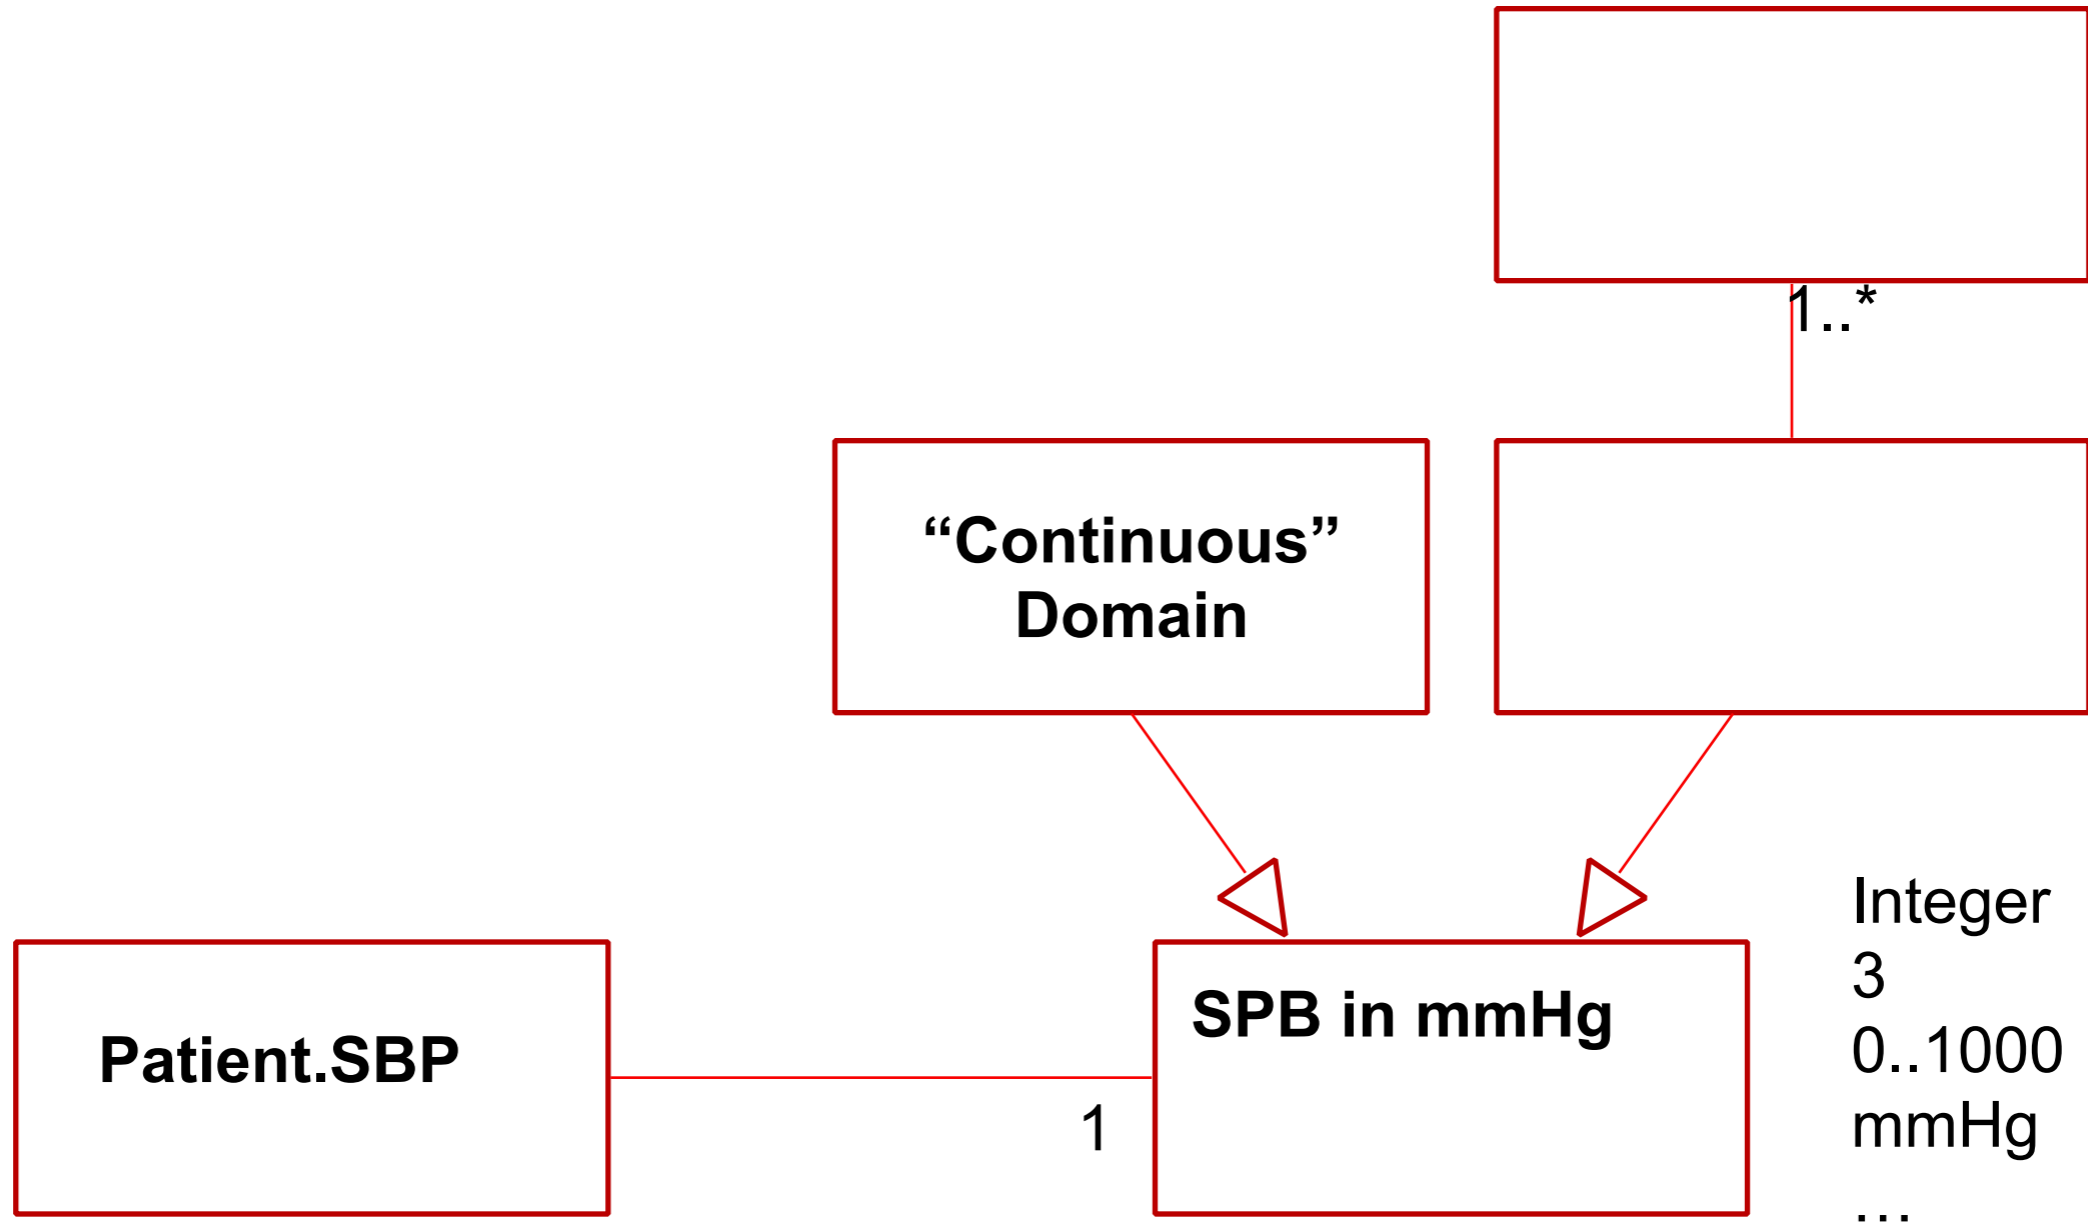 1..*
“Continuous”
Domain
Patient.SBP
1
SPB in mmHg
Integer
3
0..1000
mmHg
…